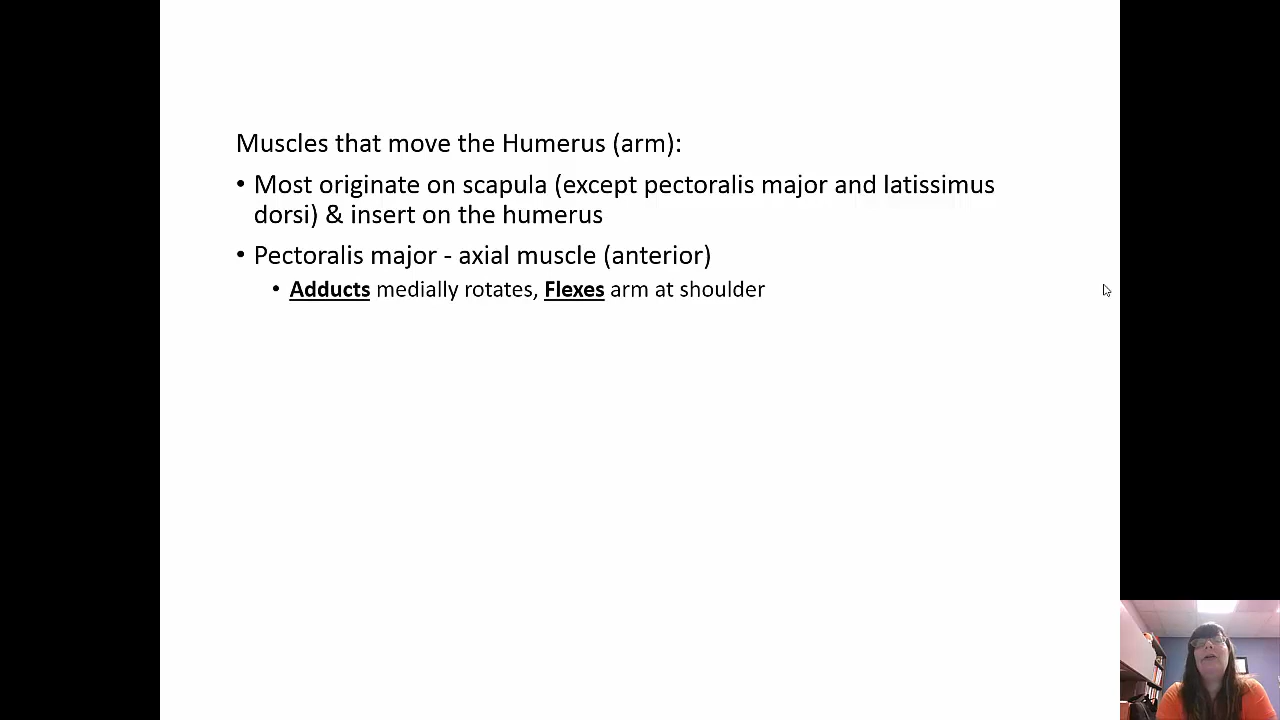 Muscles that move the Humerus (arm):
• Most originate on scapula (except pectoralis major and latissimus
dorsi) & insert on the humerus
• Pectoralis major - axial muscle (anterior)
• Adducts medially rotates, Flexes arm at shoulder